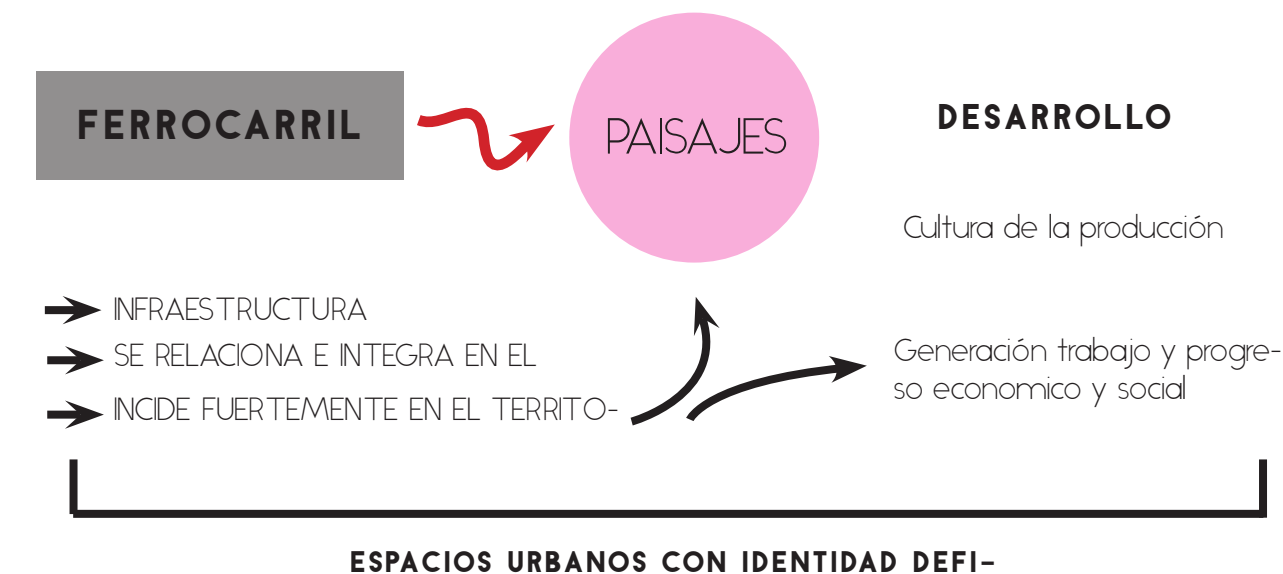 FERROCARRIL
PAISAJES
DESARROLLO
Cultura de la producción
INFRAESTRUCTURA
SE RELACIONA E INTEGRA EN EL
INCIDE FUERTEMENTE EN EL TERRITO-
Generación trabajo y progre-
so economico y social
ESPACIOS URBANOS CON IDENTIDAD DEFI-